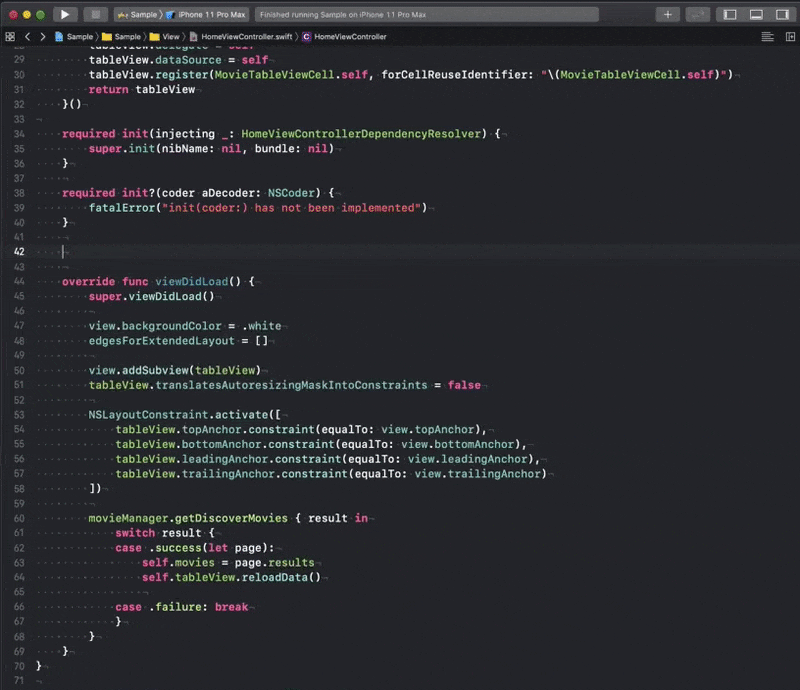 Sample 〉 iPhone 11 Pro Max
Finished running Sample on iPhone 11 Pro Max
Sample 〉 Sample 〉 View 〉 HomeViewController.swift 〉 C HomeViewController
28 tableView.delegate = self
29 tableView.dataSource = self
30 tableView.register(MovieTableViewCell.self, forCellReuseIdentifier: "\(MovieTableViewCell.self)")
31 return tableView
32 }()
33
34 required init(injecting _: HomeViewControllerDependencyResolver) {
35 super.init(nibName: nil, bundle: nil)
36 }
37
38 required init?(coder aDecoder: NSCoder) {
39 fatalError("init(coder:) has not been implemented")
40 }
41
42
43
44 override func viewDidLoad() {
45 super.viewDidLoad()
46
47 view.backgroundColor = .white
48 edgesForExtendedLayout = []
49
50 view.addSubview(tableView)
51 tableView.translatesAutoresizingMaskIntoConstraints = false
52
53 NSLayoutConstraint.activate([
54 tableView.topAnchor.constraint(equalTo: view.topAnchor),
55 tableView.bottomAnchor.constraint(equalTo: view.bottomAnchor),
56 tableView.leadingAnchor.constraint(equalTo: view.leadingAnchor),
57 tableView.trailingAnchor.constraint(equalTo: view.trailingAnchor)
58 ])
59
60 movieManager.getDiscoverMovies { result in
61 switch result {
62 case .success(let page):
63 self.movies = page.results
64 self.tableView.reloadData()
65
66 case .failure: break
67 }
68 }
69 }
70 }
71